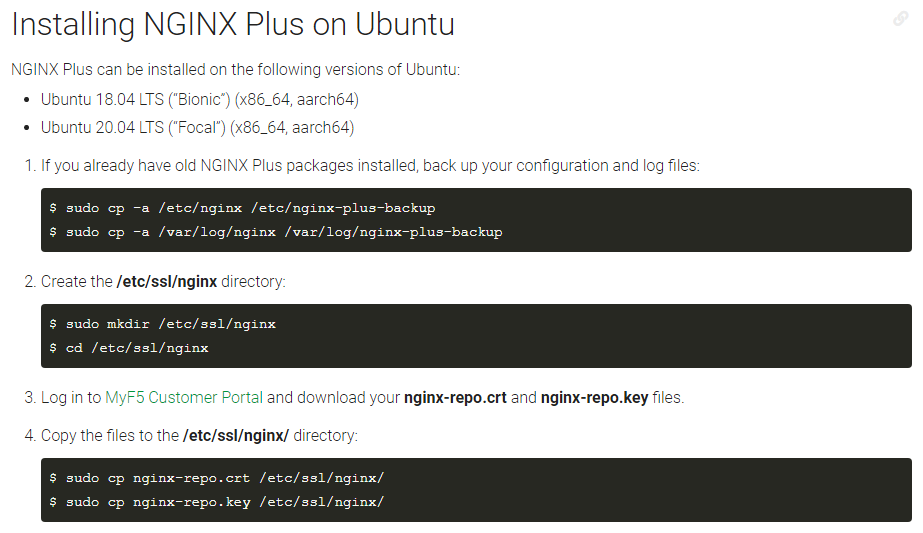 Installing NGINX Plus on Ubuntu
NGINX Plus can be installed on the following versions of Ubuntu:
• Ubuntu 18.04 LTS (“Bionic”) (x86_64, aarch64)
• Ubuntu 20.04 LTS (“Focal”) (x86_64, aarch64)
1. If you already have old NGINX Plus packages installed, back up your configuration and log files:
$ sudo cp -a /etc/nginx /etc/nginx-plus-backup
$ sudo cp -a /var/log/nginx /var/log/nginx-plus-backup
2. Create the /etc/ssl/nginx directory:
$ sudo mkdir /etc/ssl/nginx
$ cd /etc/ssl/nginx
3. Log in to MyF5 Customer Portal and download your nginx-repo.crt and nginx-repo.key files.
4. Copy the files to the /etc/ssl/nginx/ directory:
$ sudo cp nginx-repo.crt /etc/ssl/nginx/
$ sudo cp nginx-repo.key /etc/ssl/nginx/